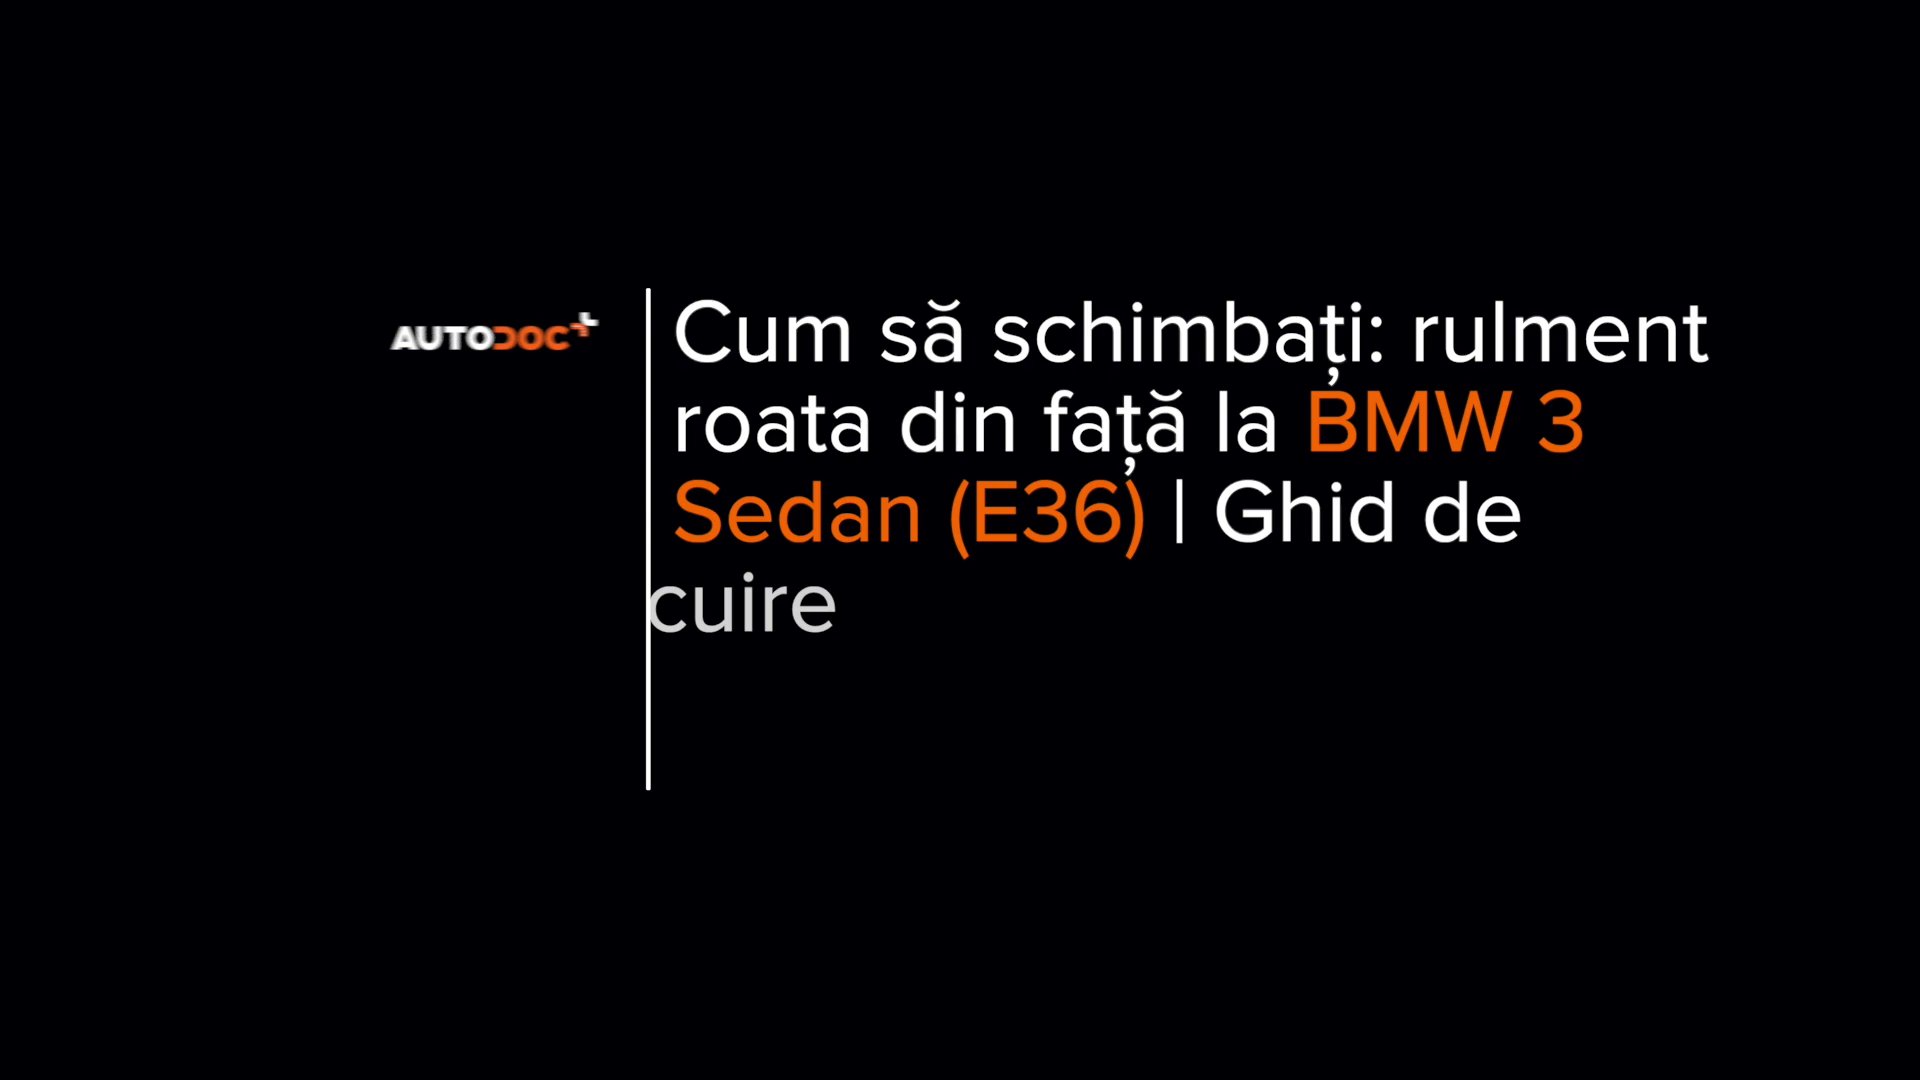 AUTODOC
Cum să schimbați: rulment
roata din față la BMW 3
Sedan (E36) | Ghid de
cuire